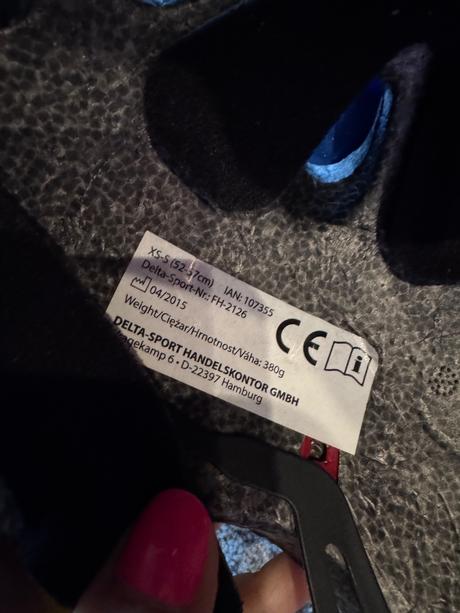 XS-S (52-57cm) IAN: 107355
Delta-Sport-Nr.: FH-2126
04/2015
Weight/Ciężar/Hmotnost/Váha: 380g
CE
DELTA-SPORT HANDELSKONTOR GMBH
6 • D-22397 Hamburg